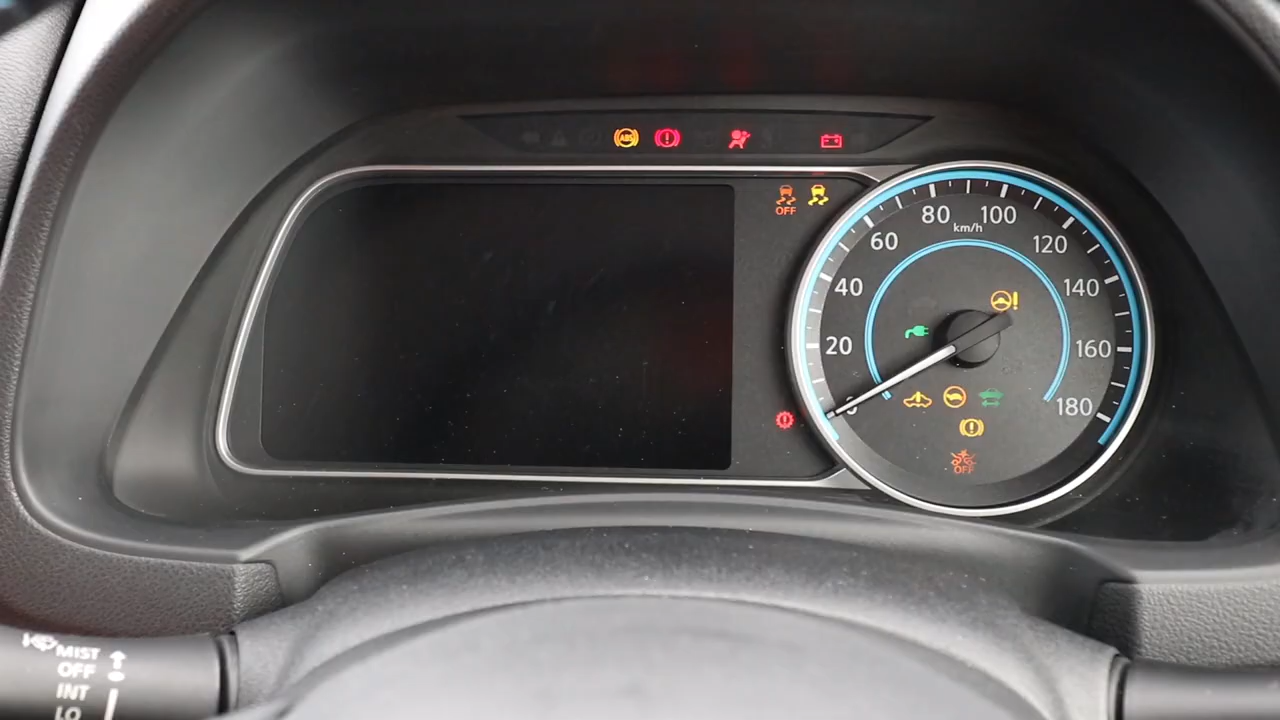 ABS
OFF
80 100
km/h
60 120
40 140
20 160
180
OFF
MIST
OFF
INT
LO